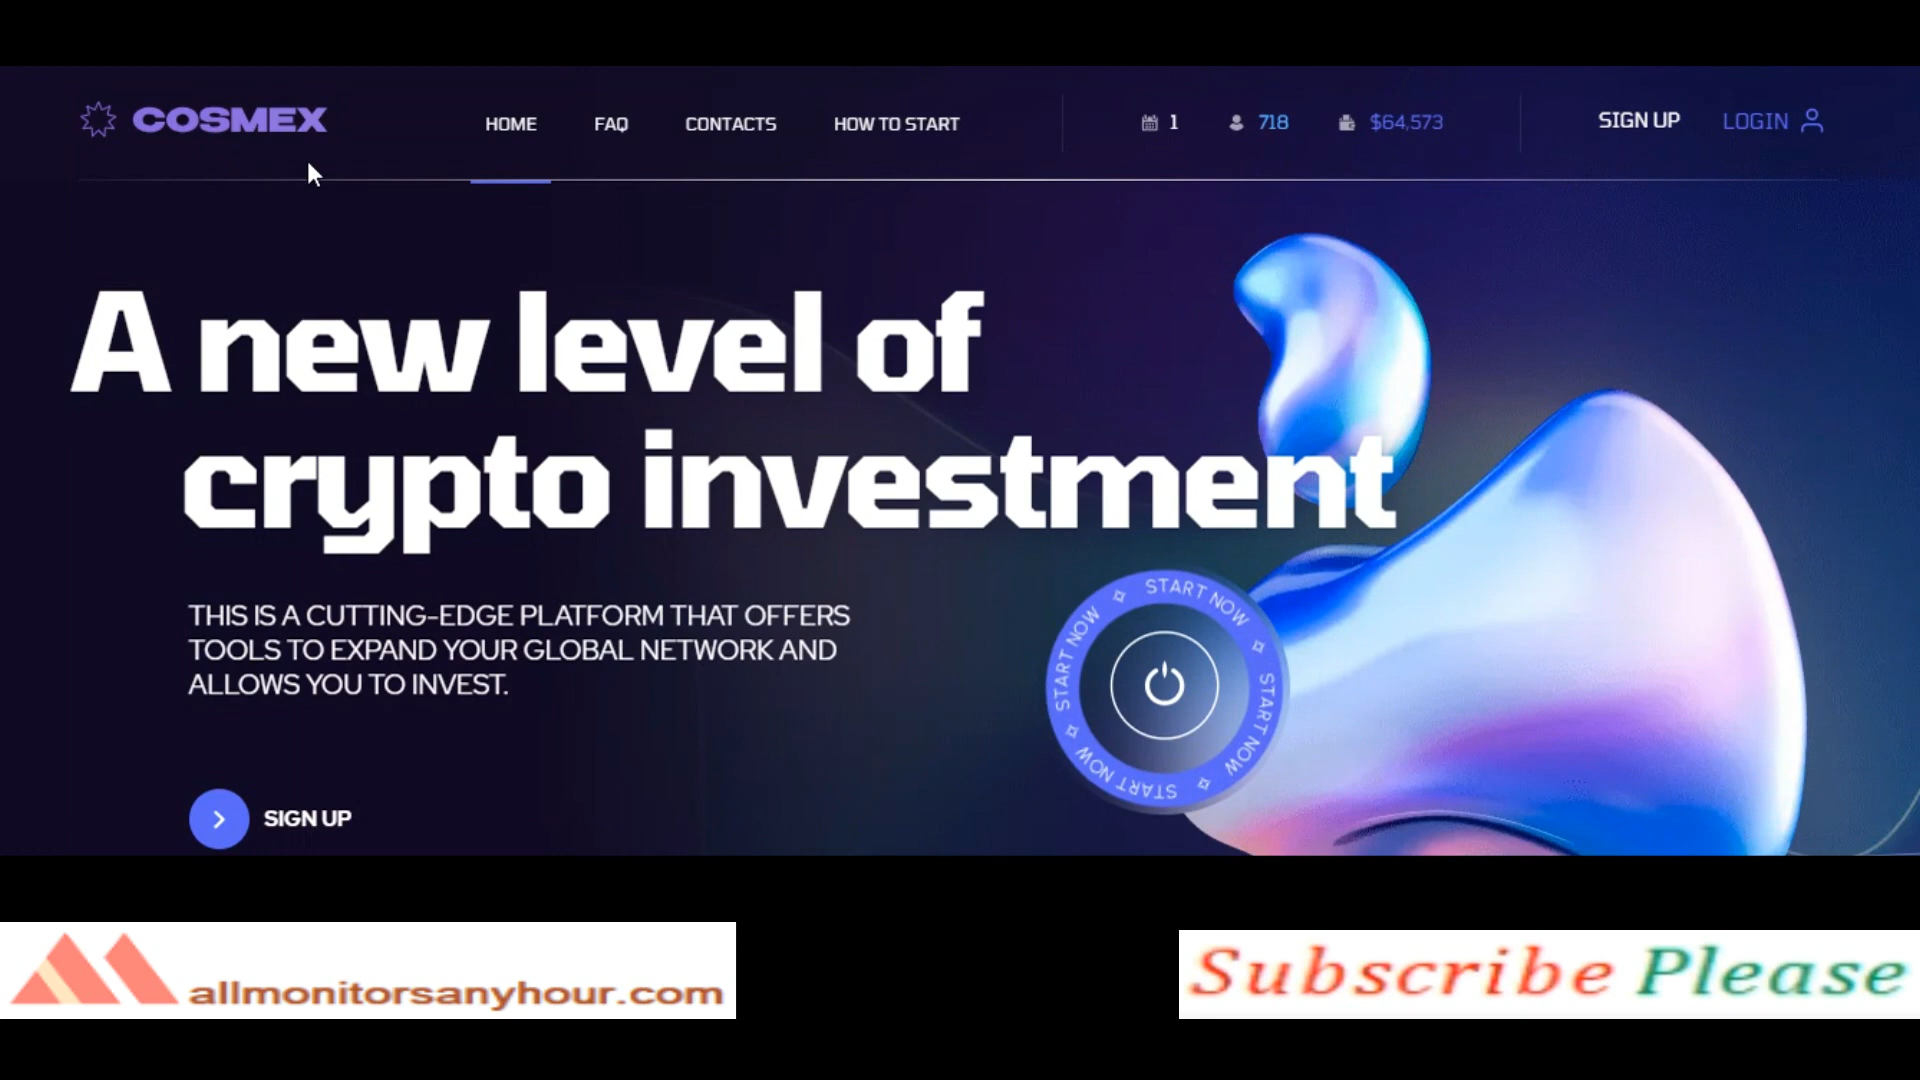 COSMEX
HOME FAQ CONTACTS HOW TO START
1 718 $64,573
SIGN UP LOGIN
A new level of
crypto investment
THIS IS A CUTTING-EDGE PLATFORM THAT OFFERS
TOOLS TO EXPAND YOUR GLOBAL NETWORK AND
ALLOWS YOU TO INVEST.
START NOW START NOW START NOW START NOW
SIGN UP
allmonitorsanyhour.com
Subscribe Please